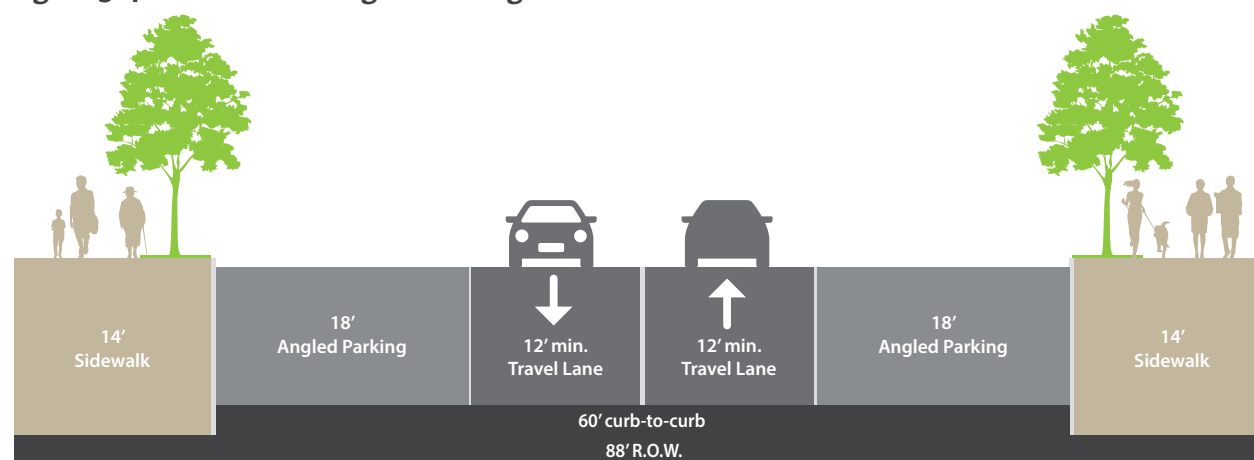 14’
Sidewalk
18’
Angled Parking
12’ min.
Travel Lane
12’ min.
Travel Lane
18’
Angled Parking
14’
Sidewalk
60’ curb-to-curb
88’ R.O.W.